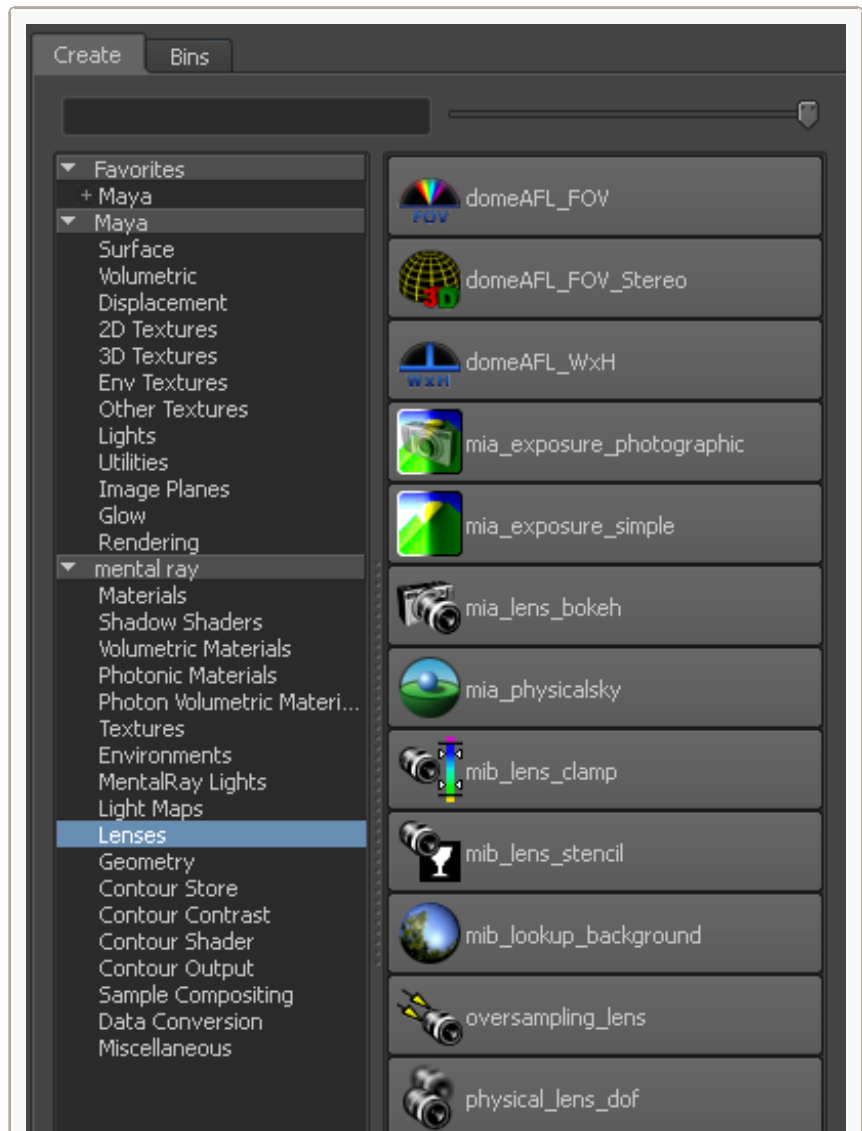 Create
Bins
Favorites
+ Maya
Maya
Surface
Volumetric
Displacement
2D Textures
3D Textures
Env Textures
Other Textures
Lights
Utilities
Image Planes
Glow
Rendering
mental ray
Materials
Shadow Shaders
Volumetric Materials
Photonic Materials
Photon Volumetric Materi...
Textures
Environments
MentalRay Lights
Light Maps
Lenses
Geometry
Contour Store
Contour Contrast
Contour Shader
Contour Output
Sample Compositing
Data Conversion
Miscellaneous
FOV
domeAFL_FOV
3D
domeAFL_FOV_Stereo
WxH
domeAFL_WxH
mia_exposure_photographic
mia_exposure_simple
mia_lens_bokeh
mia_physicalsky
mib_lens_clamp
mib_lens_stencil
mib_lookup_background
oversampling_lens
physical_lens_dof